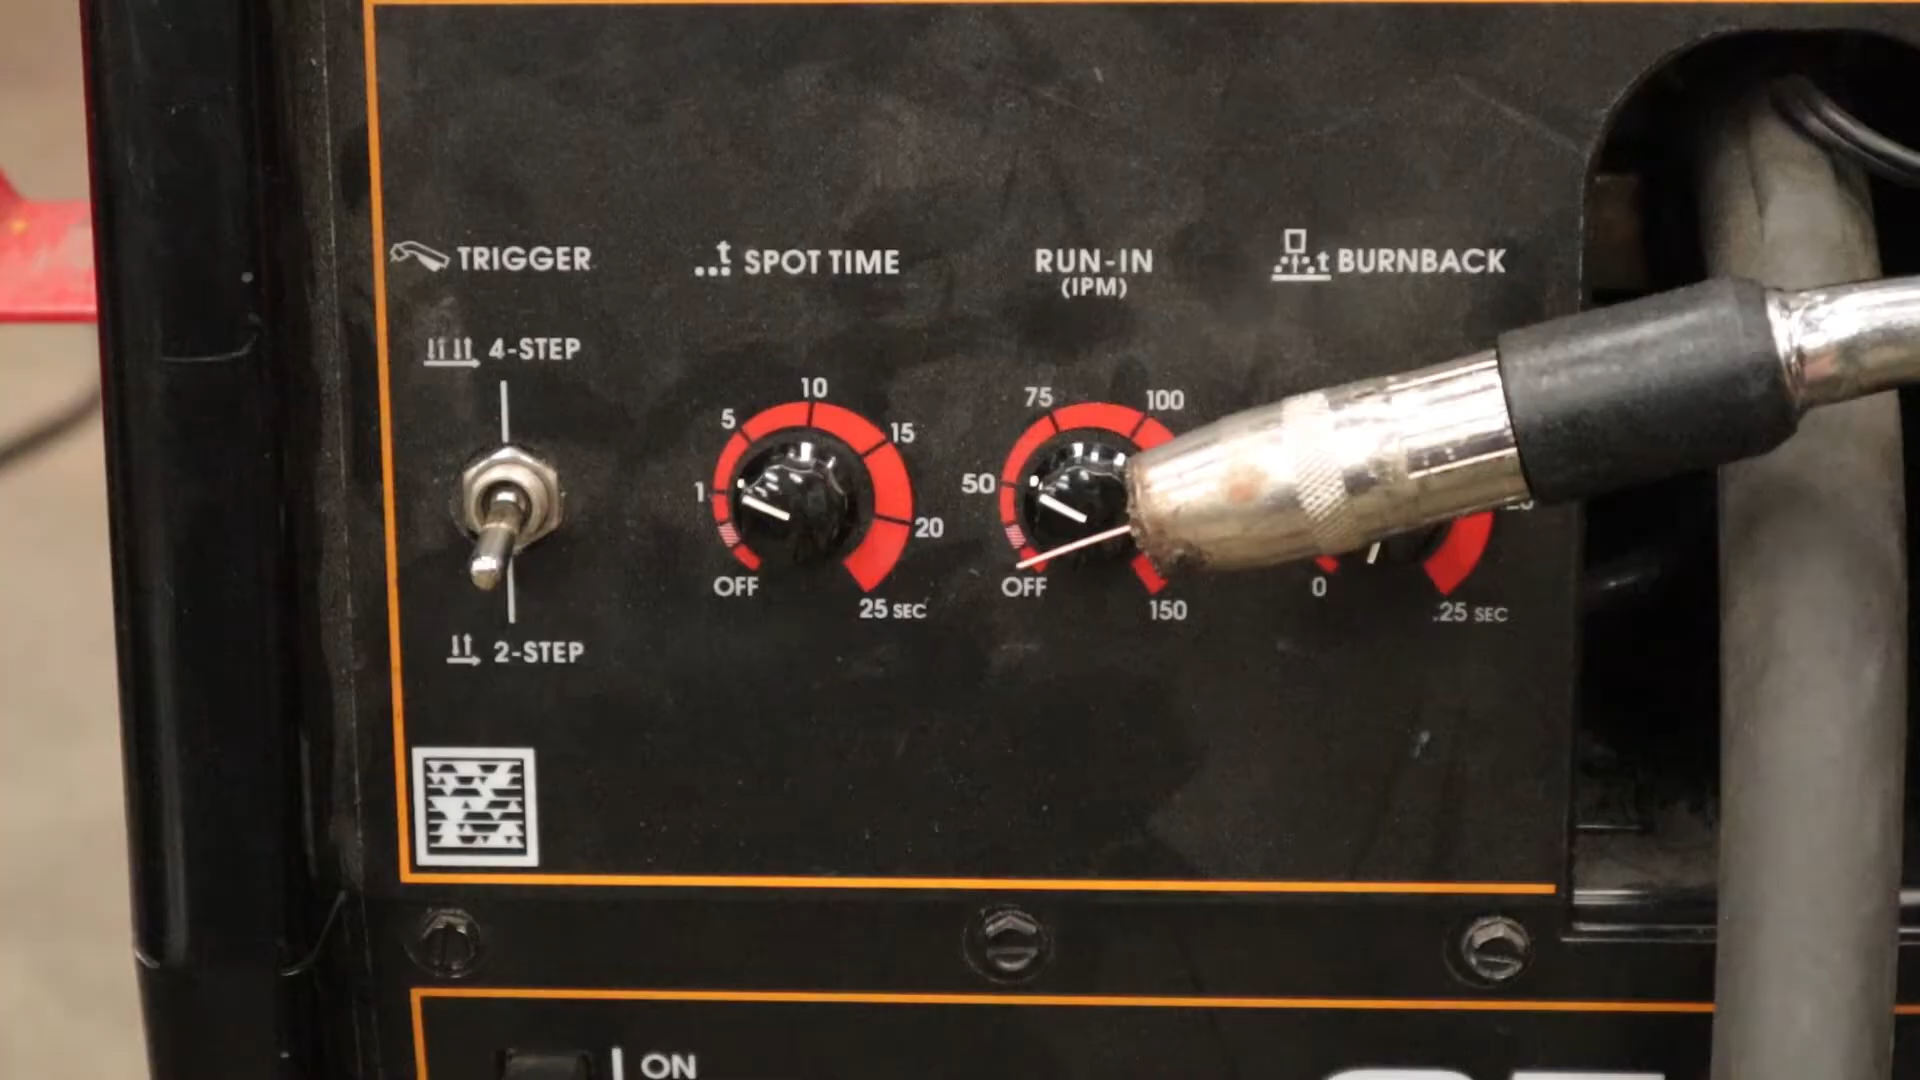 TRIGGER
t SPOT TIME
RUN-IN
(IPM)
t BURNBACK
4-STEP
2-STEP
10
5
15
1
20
OFF
25 SEC
75
100
50
OFF
150
0
.25 SEC
ON